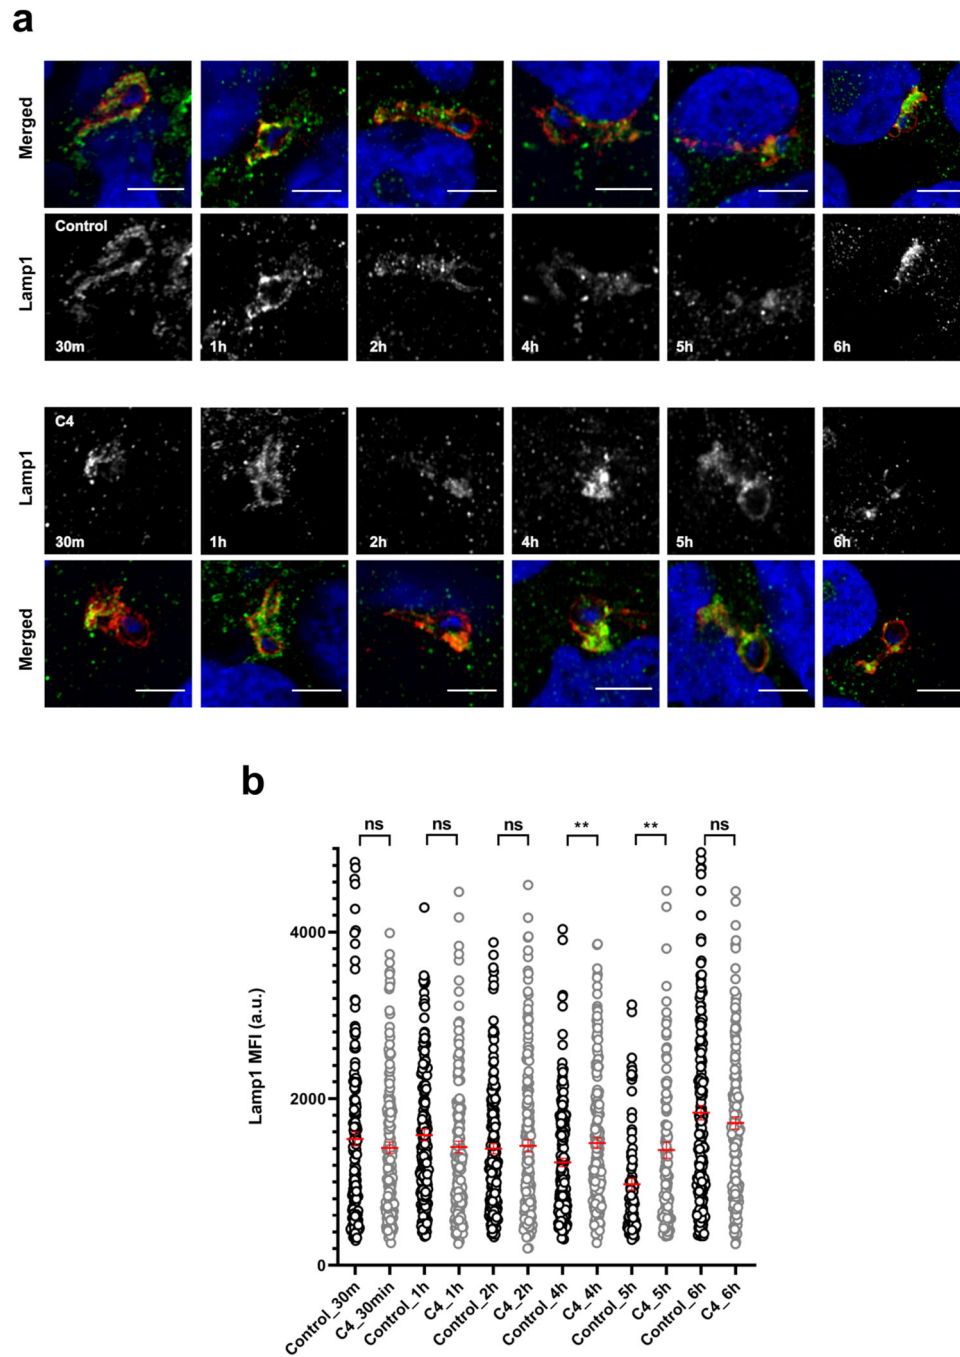 a
Merged
Control
Lamp1
30m
1h
2h
4h
5h
6h
C4
Lamp1
30m
1h
2h
4h
5h
6h
Merged
b
ns
ns
ns
**
**
ns
Lamp1 MFI (a.u.)
4000
2000
0
Control_30m
C4_30min
Control_1h
C4_1h
Control_2h
C4_2h
Control_4h
C4_4h
Control_5h
C4_5h
Control_6h
C4_6h